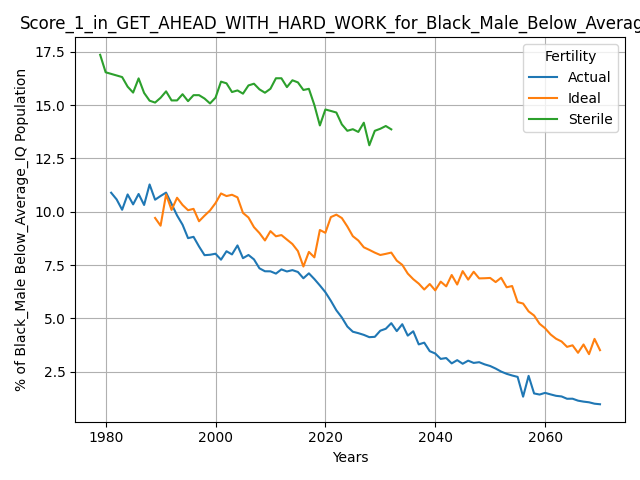 Score_1_in_GET_AHEAD_WITH_HARD_WORK_for_Black_Male_Below_Averag
Fertility
Actual
Ideal
Sterile
% of Black_Male Below_Average_IQ Population
17.5
15.0
12.5
10.0
7.5
5.0
2.5
1980 2000 2020 2040 2060
Years